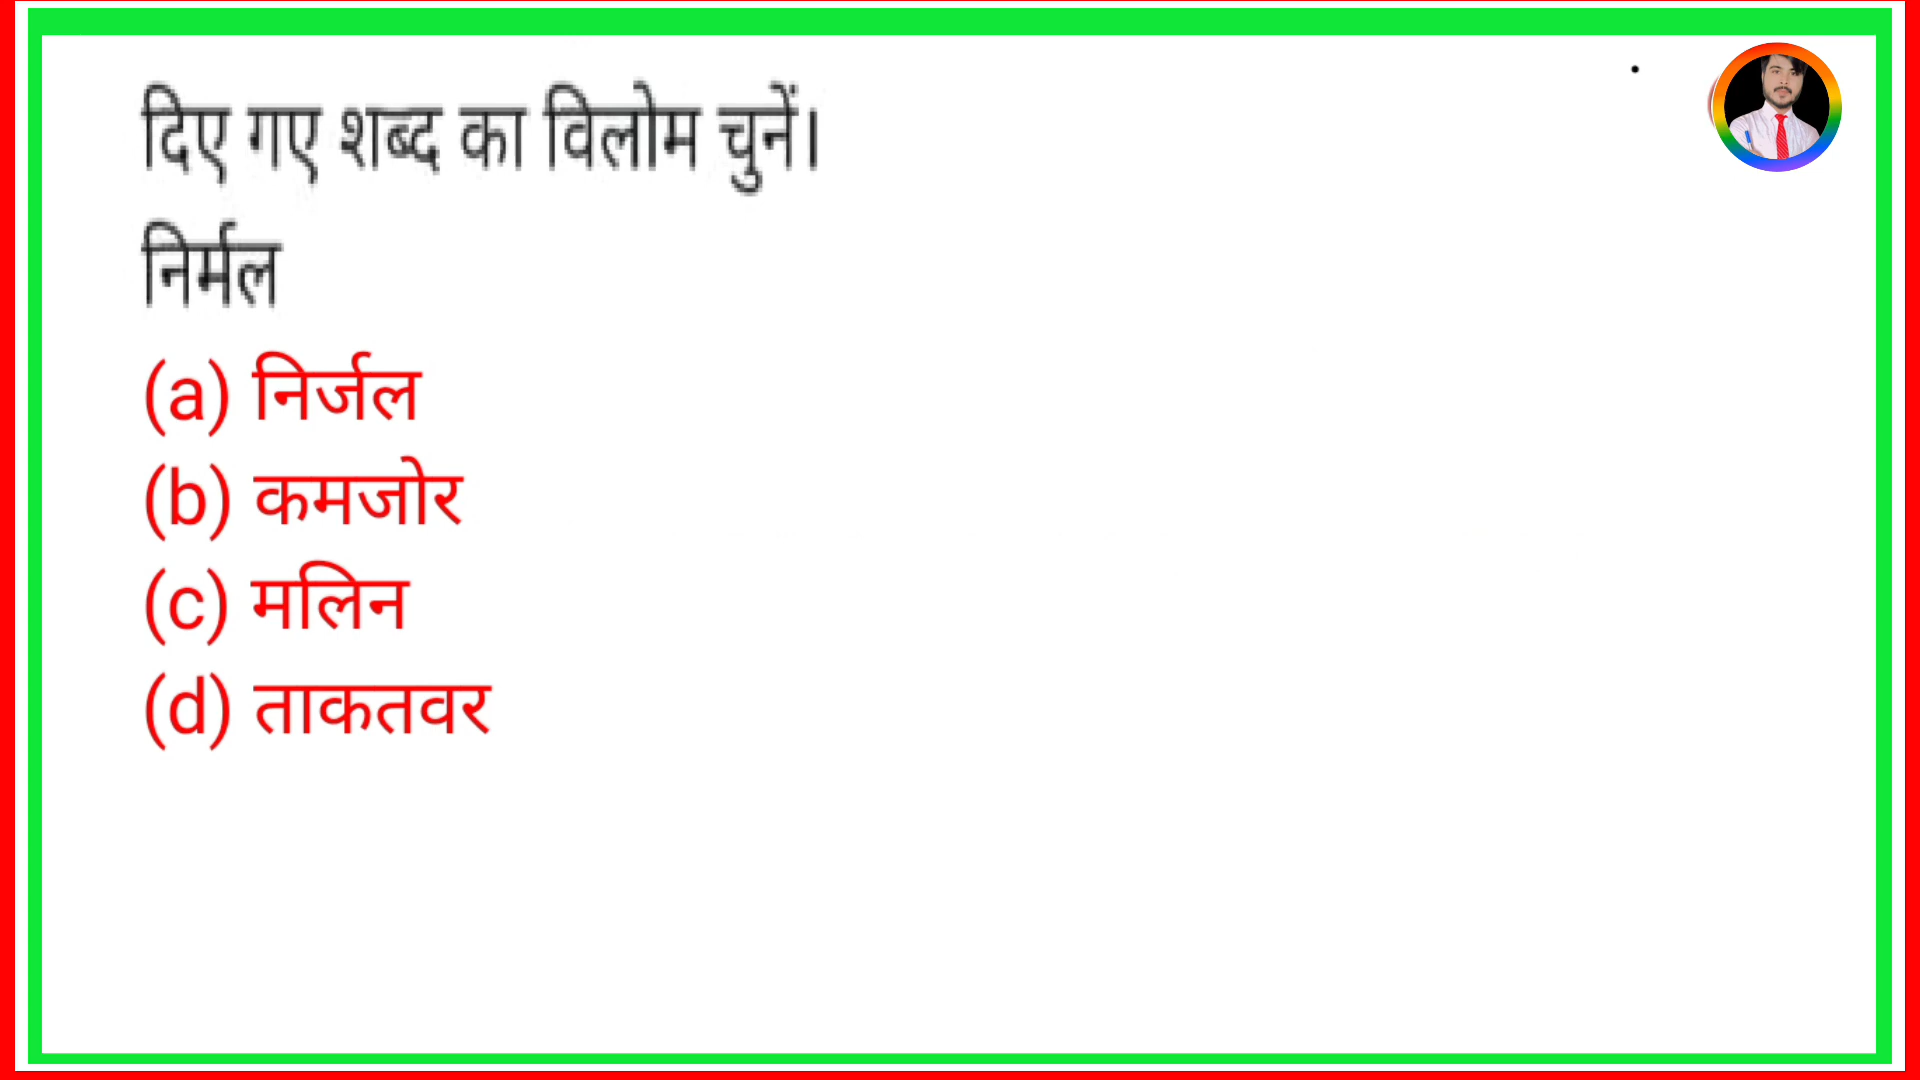 दिए गए शब्द का विलोम चुनें।
निर्मल
(a) निर्जल
(b) कमजोर
(c) मलिन
(d) ताकतवर